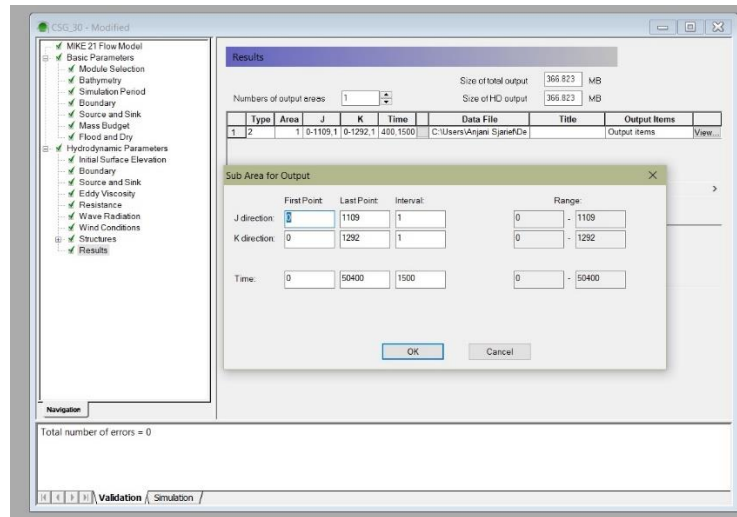 CSG_30 - Modified
MIKE 21 Flow Model
Basic Parameters
Module Selection
Bathymetry
Simulation Period
Boundary
Source and Sink
Mass Budget
Flood and Dry
Hydrodynamic Parameters
Initial Surface Elevation
Boundary
Source and Sink
Eddy Viscosity
Resistance
Wave Radiation
Wind Conditions
Structures
Results
Navigation
Results
Size of total output 366.823 MB
Numbers of output areas 1 Size of HD output 366.823 MB
Type Area J K Time Data File Title Output Items
1 2 1 0-1109,1 0-1292,1 400,1500 C:\Users\Anjani Sjarief\De Output items View...
Sub Area for Output
First Point: Last Point: Interval: Range:
J direction: 0 1109 1 0 - 1109
K direction: 0 1292 1 0 - 1292
Time: 0 50400 1500 0 - 50400
OK Cancel
Total number of errors = 0
Validation Simulation